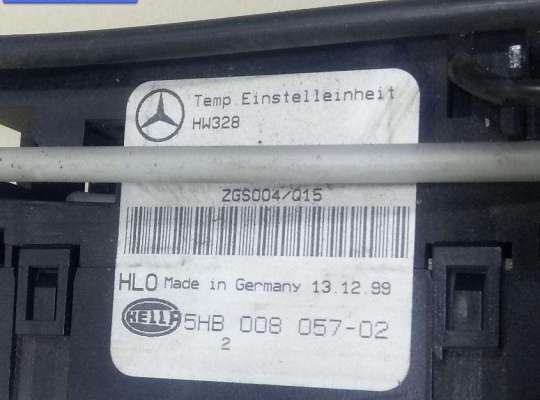 Temp.Einstelleinheit
HW328
ZGS004/Q15
HLO Made in Germany 13.12.99
HELLA 5HB 008 057-02
2